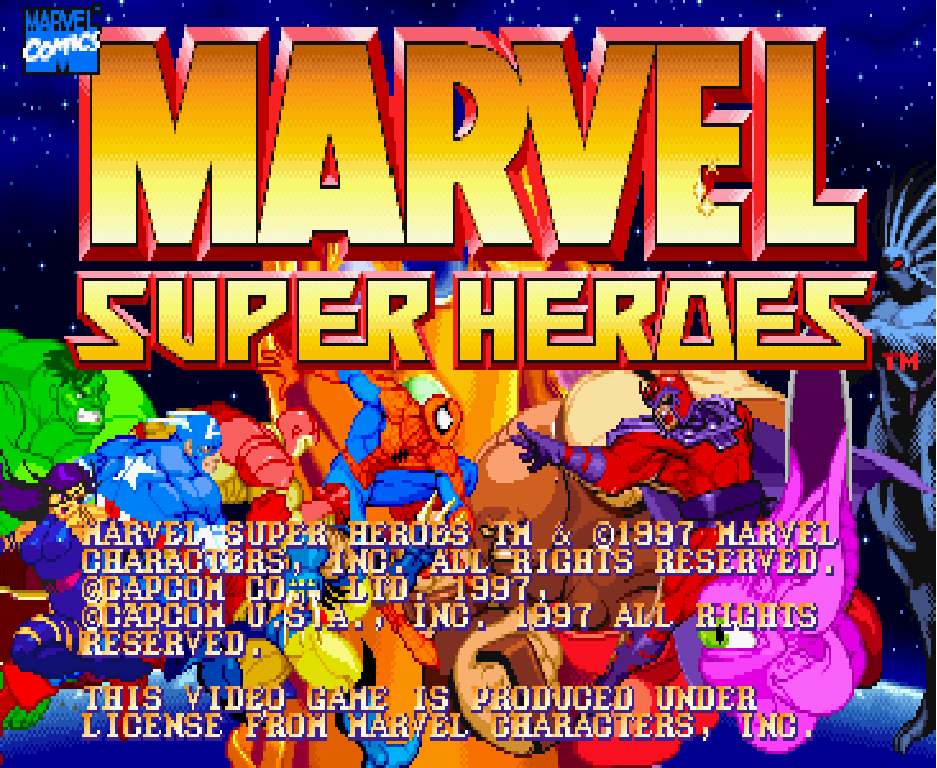 MARVEL
COMICS
MARVEL
SUPER HEROES
TM
MARVEL SUPER HEROES TM & ©1997 MARVEL
CHARACTERS, INC. ALL RIGHTS RESERVED.
©CAPCOM CO., LTD. 1997,
©CAPCOM U.S.A., INC. 1997 ALL RIGHTS
RESERVED.
THIS VIDEO GAME IS PRODUCED UNDER
LICENSE FROM MARVEL CHARACTERS, INC.